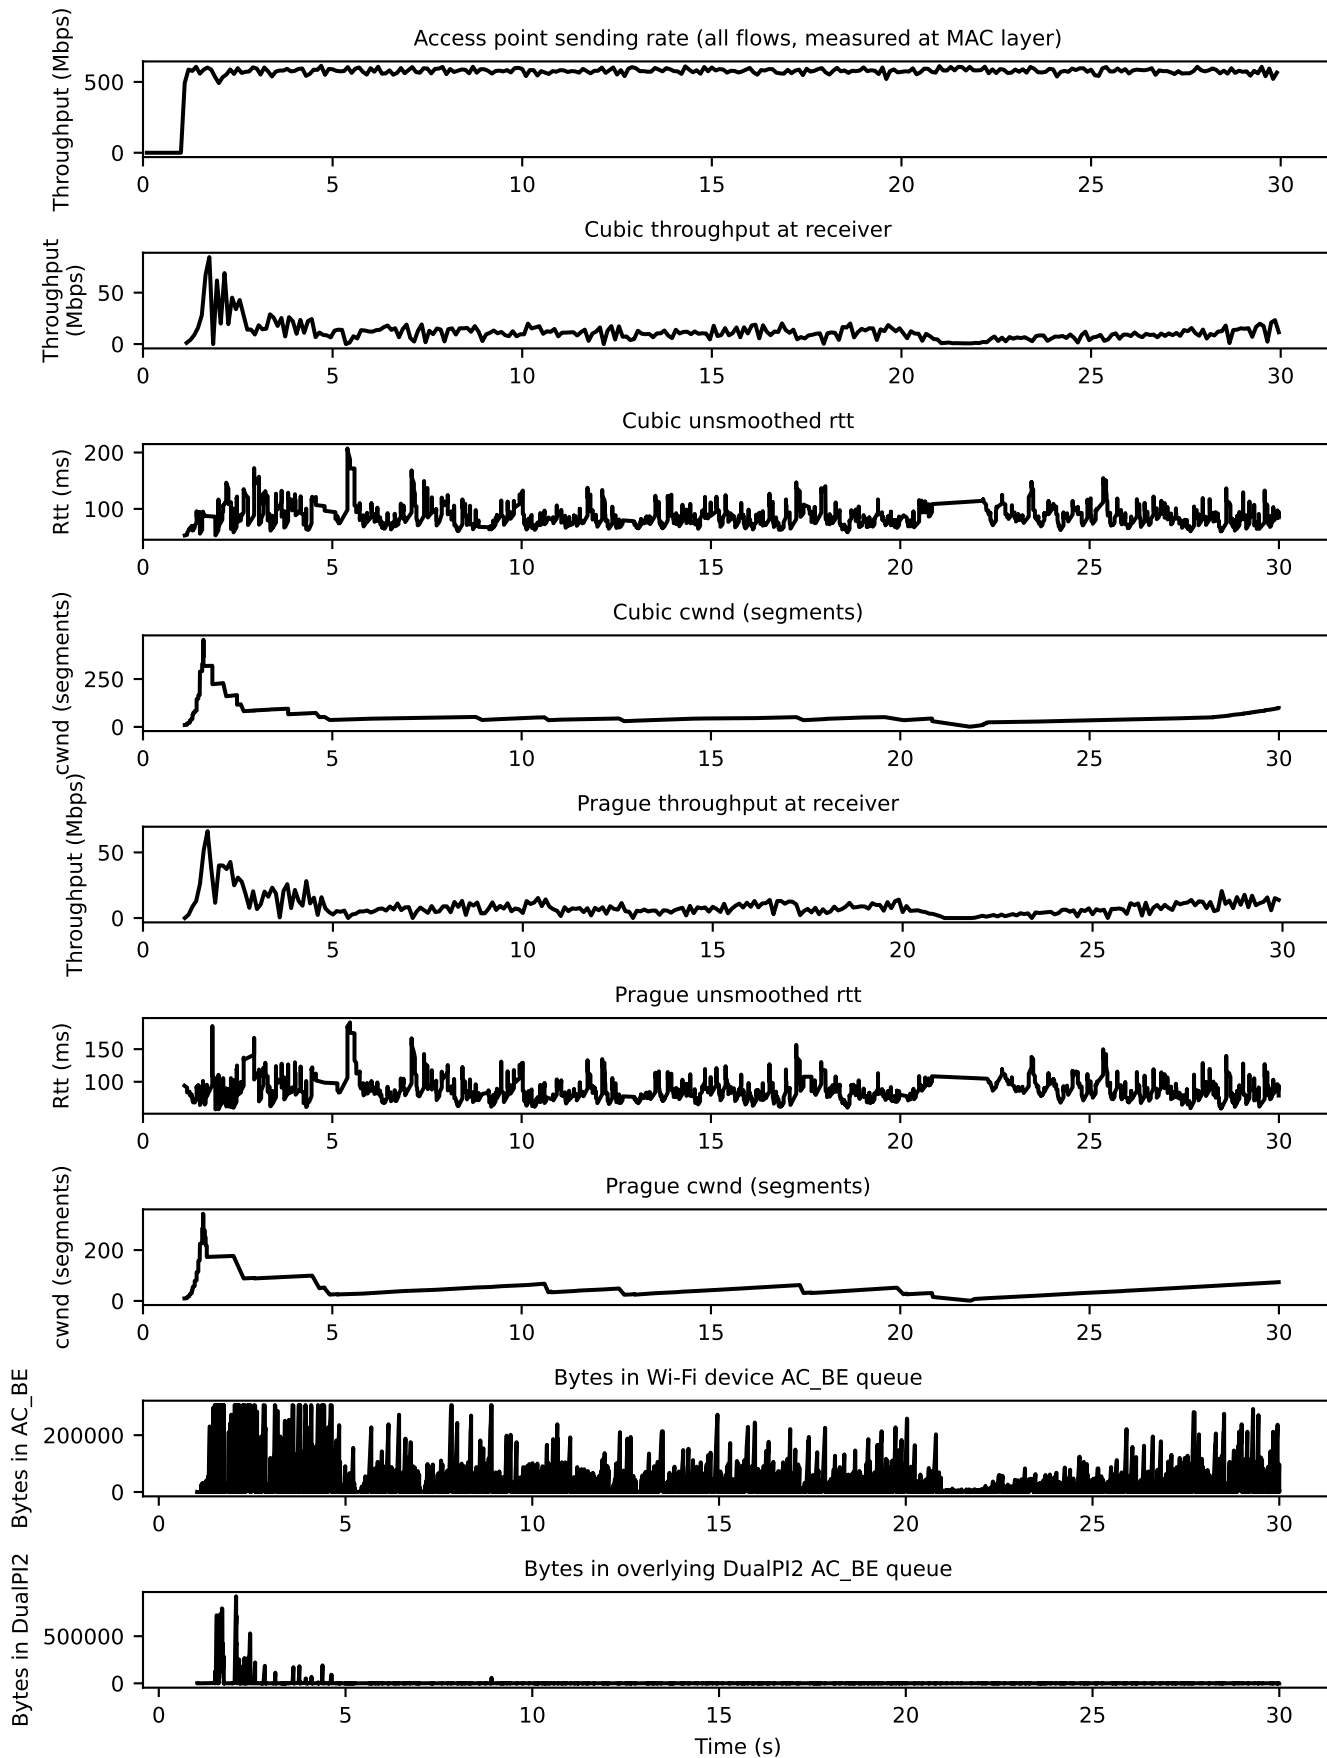 Access point sending rate (all flows, measured at MAC layer)
Throughput (Mbps)
500
0
0 5 10 15 20 25 30
Cubic throughput at receiver
Throughput
(Mbps)
50
0
0 5 10 15 20 25 30
Cubic unsmoothed rtt
Rtt (ms)
200
100
0 5 10 15 20 25 30
Cubic cwnd (segments)
cwnd (segments)
250
0
0 5 10 15 20 25 30
Prague throughput at receiver
Throughput (Mbps)
50
0
0 5 10 15 20 25 30
Prague unsmoothed rtt
Rtt (ms)
150
100
0 5 10 15 20 25 30
Prague cwnd (segments)
cwnd (segments)
200
0
0 5 10 15 20 25 30
Bytes in Wi-Fi device AC_BE queue
Bytes in AC_BE
200000
0
0 5 10 15 20 25 30
Bytes in overlying DualPI2 AC_BE queue
Bytes in DualPI2
500000
0
0 5 10 15 20 25 30
Time (s)